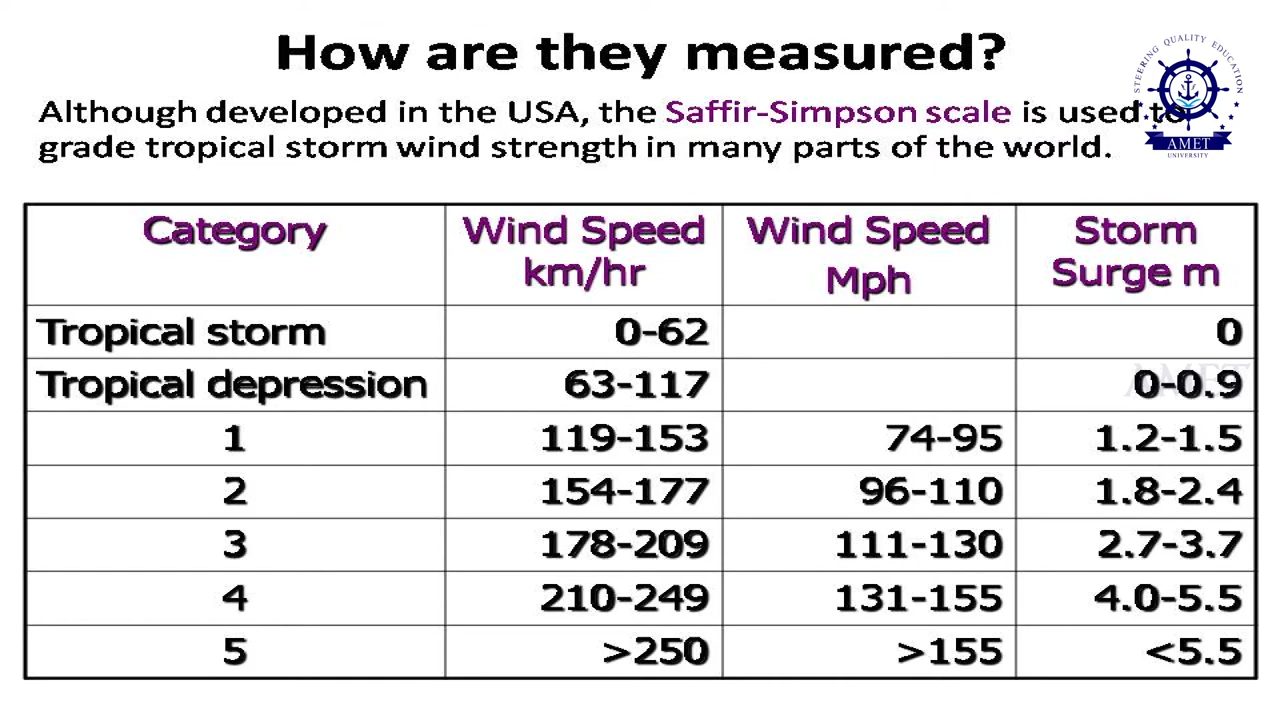 How are they measured?
Although developed in the USA, the Saffir-Simpson scale is used to
grade tropical storm wind strength in many parts of the world.
STEERING QUALITY EDUCATION
AMET
UNIVERSITY
Category Wind Speed km/hr Wind Speed Mph Storm Surge m
Tropical storm 0-62 0
Tropical depression 63-117 0-0.9
AMET
1 119-153 74-95 1.2-1.5
2 154-177 96-110 1.8-2.4
3 178-209 111-130 2.7-3.7
4 210-249 131-155 4.0-5.5
5 >250 >155 <5.5